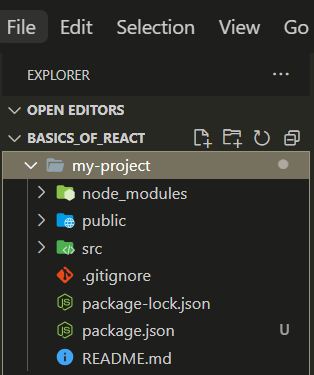 File Edit Selection View Go
EXPLORER
OPEN EDITORS
BASICS_OF_REACT
my-project
node_modules
public
src
.gitignore
package-lock.json
package.json U
README.md